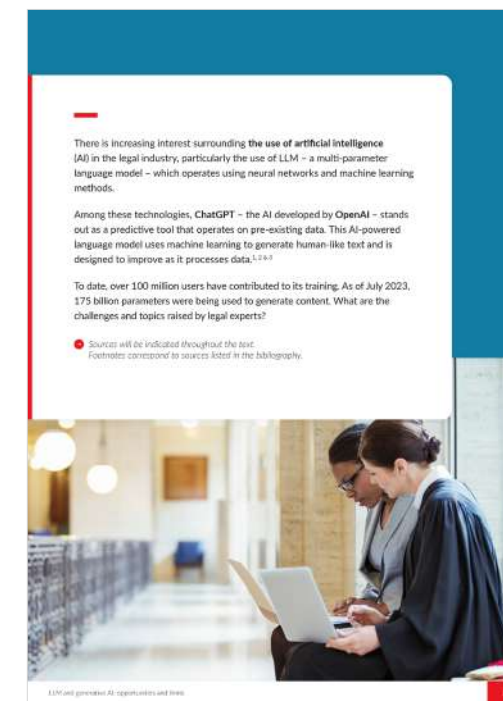 There is increasing interest surrounding the use of artificial intelligence
(AI) in the legal industry, particularly the use of LLM – a multi-parameter
language model – which operates using neural networks and machine learning
methods.
Among these technologies, ChatGPT – the AI developed by OpenAI – stands
out as a predictive tool that operates on pre-existing data. This AI-powered
language model uses machine learning to generate human-like text and is
designed to improve as it processes data.
To date, over 100 million users have contributed to its training. As of July 2023,
175 billion parameters were being used to generate content. What are the
challenges and topics raised by legal experts?
Sources will be indicated throughout the text.
Footnotes correspond to sources listed in the bibliography.
LLM and generative AI: opportunities and limits